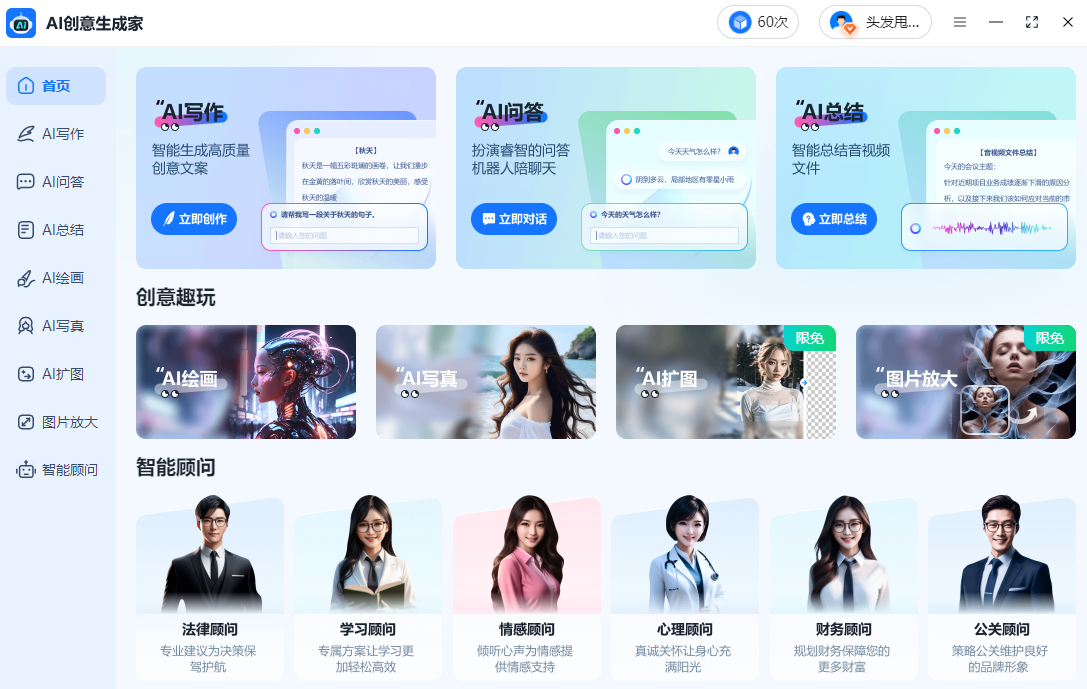 AI创意生成家
60次
头发甩...
首页
AI写作
AI问答
AI总结
AI绘画
AI写真
AI扩图
图片放大
智能顾问
“AI写作
智能生成高质量
创意文案
立即创作
【秋天】
秋天是一幅五彩斑斓的画卷，让我们漫步
在金黄的落叶间，欣赏秋天的美丽，感受
秋天的温暖
请帮我写一段关于秋天的句子。
请输入您的问题
“AI问答
扮演睿智的问答
机器人陪聊天
立即对话
今天天气怎么样?
阴到多云，局部地区有零星小雨
今天的天气怎么样?
请输入您的问题
“AI总结
智能总结音视频
文件
立即总结
【音视频文件总结】
今天的会议主题:
针对近期项目业务成绩逐渐下滑的原因分
析，以及接下来我们该如何应对当前的市
创意趣玩
“AI绘画
“AI写真
“AI扩图
限免
“图片放大
限免
智能顾问
法律顾问
专业建议为决策保
驾护航
学习顾问
专属方案让学习更
加轻松高效
情感顾问
倾听心声为情感提
供情感支持
心理顾问
真诚关怀让身心充
满阳光
财务顾问
规划财务保障您的
更多财富
公关顾问
策略公关维护良好
的品牌形象